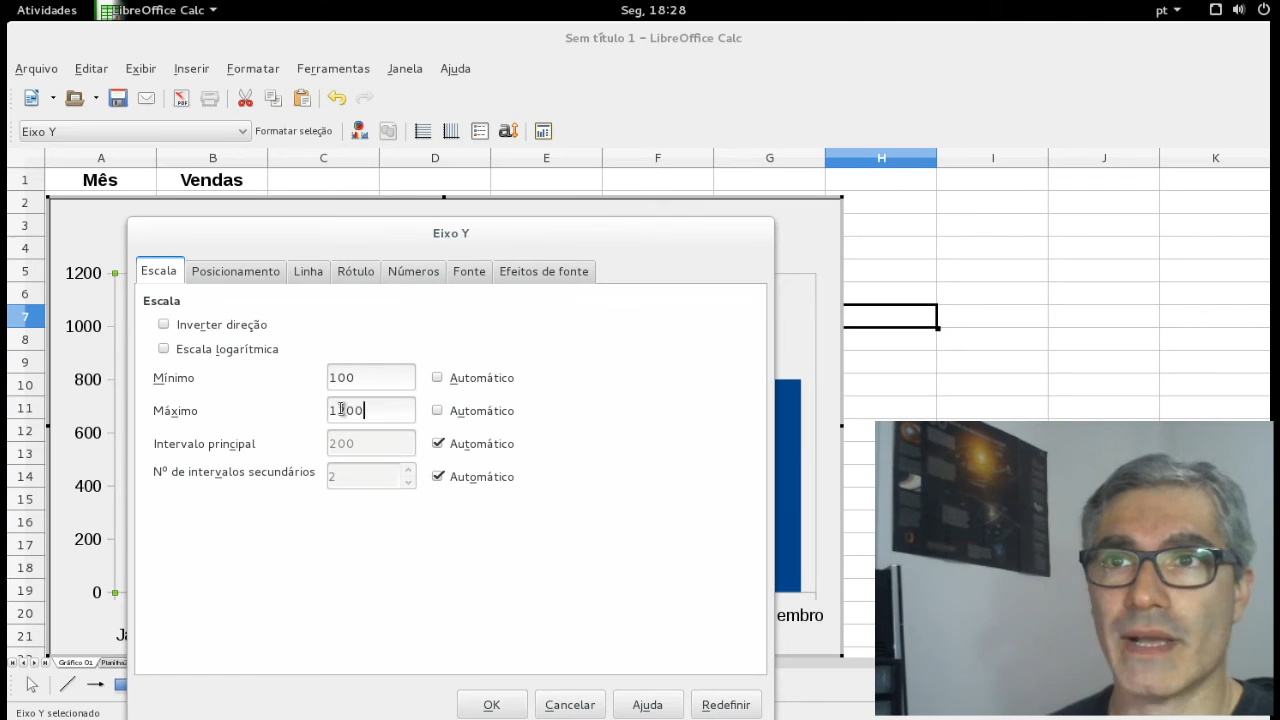 Atividades LibreOffice Calc Seg, 18:28 pt
Sem título 1 – LibreOffice Calc
Arquivo Editar Exibir Inserir Formatar Ferramentas Janela Ajuda
Eixo Y Formatar seleção
A B C D E F G H I J K
1 Mês Vendas
2
3
4
5
6
7
8
9
10
11
12
13
14
15
16
17
18
19
20
21
1200
1000
800
600
400
200
0
embro
Eixo Y
Escala Posicionamento Linha Rótulo Números Fonte Efeitos de fonte
Escala
Inverter direção
Escala logarítmica
Mínimo 100 Automático
Máximo Automático
Intervalo principal 200 Automático
Nº de intervalos secundários 2 Automático
OK Cancelar Ajuda Redefinir
Gráfico 01
Eixo Y selecionado